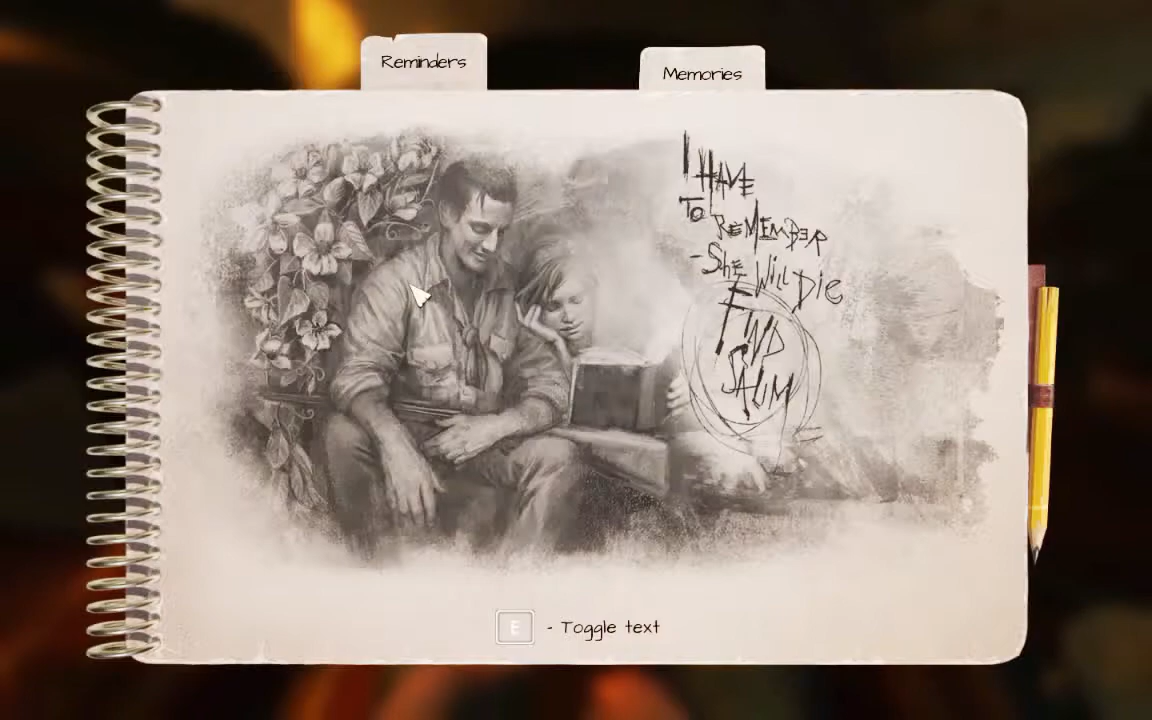 Reminders
Memories
I HAVE
TO REMEMBER
-She Will Die
FIND
SALIM
E - Toggle text